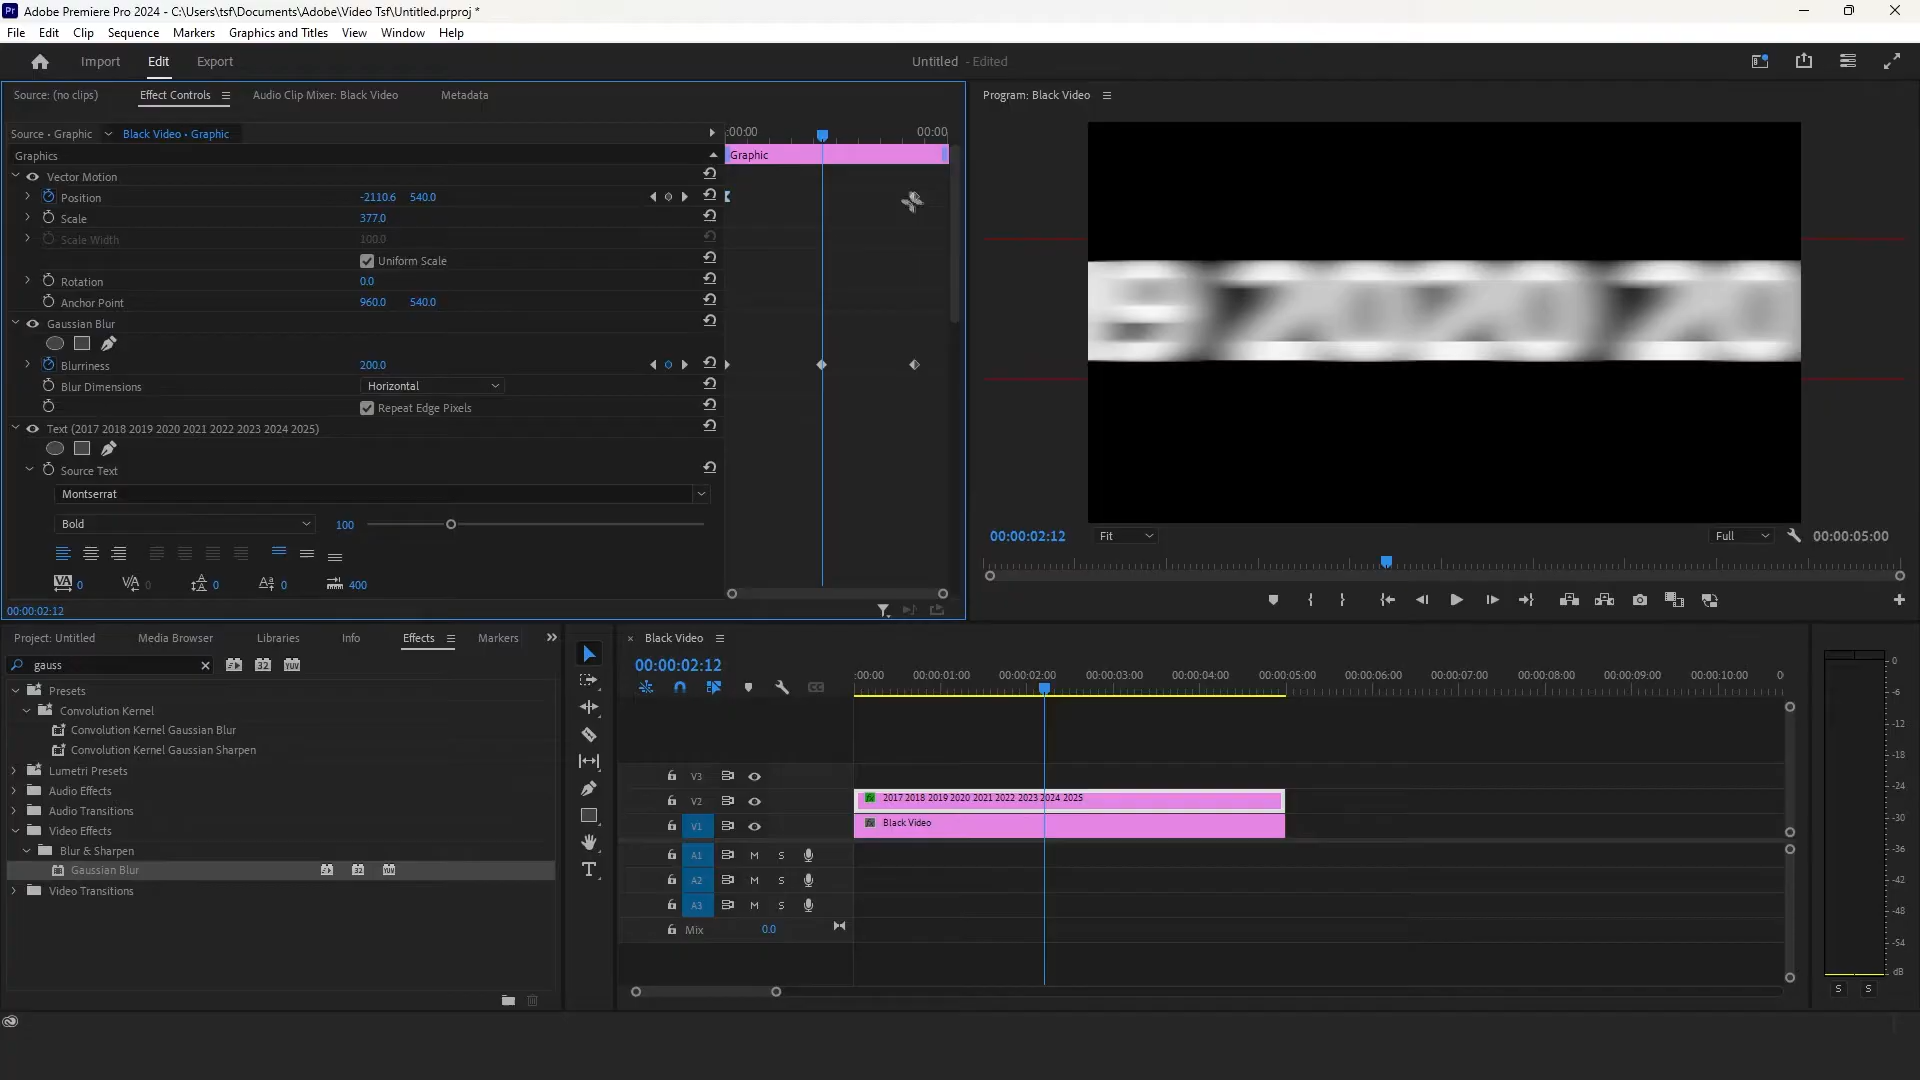 Adobe Premiere Pro 2024 - C:\Users\tsf\Documents\Adobe\Video Tsf\Untitled.prproj *
File Edit Clip Sequence Markers Graphics and Titles View Window Help
Import Edit Export Untitled - Edited
Source: (no clips) Effect Controls Audio Clip Mixer: Black Video Metadata
Program: Black Video
Source • Graphic Black Video • Graphic :00:00 00:00
Graphics Graphic
Vector Motion
Position -2110.6 540.0
Scale 377.0
Scale Width 100.0
Uniform Scale
Rotation 0.0
Anchor Point 960.0 540.0
Gaussian Blur
Blurriness 200.0
Blur Dimensions Horizontal
Repeat Edge Pixels
Text (2017 2018 2019 2020 2021 2022 2023 2024 2025)
Source Text
Montserrat
Bold 100
VA 0 VA 0 A 0 Aa 0 400
00:00:02:12
00:00:02:12 Fit Full 00:00:05:00
Project: Untitled Media Browser Libraries Info Effects Markers
gauss 32 YUV
Presets
Convolution Kernel
Convolution Kernel Gaussian Blur
Convolution Kernel Gaussian Sharpen
Lumetri Presets
Audio Effects
Audio Transitions
Video Effects
Blur & Sharpen
Gaussian Blur 32 YUV
Video Transitions
× Black Video
00:00:02:12
:00:00 00:00:01:00 00:00:02:00 00:00:03:00 00:00:04:00 00:00:05:00 00:00:06:00 00:00:07:00 00:00:08:00 00:00:09:00 00:00:10:00 0
V3
V2 2017 2018 2019 2020 2021 2022 2023 2024 2025
V1 Black Video
A1 M S
A2 M S
A3 M S
Mix 0.0
0
-6
-12
-18
-24
-30
-36
-42
-48
-54
dB
S S